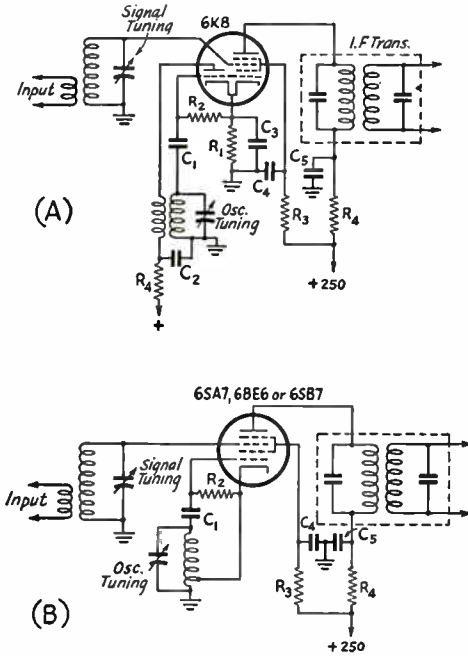 Signal
Tuning
6K8
I.F. Trans.
Input
R2
C1
R1
C3
C4
C5
(A)
Osc.
Tuning
C2
R3
R4
R4
+250
+
6SA7, 6BE6 or 6SB7
Signal
Tuning
R2
Input
C1
C4
C5
Osc.
Tuning
R3
R4
(B)
+250